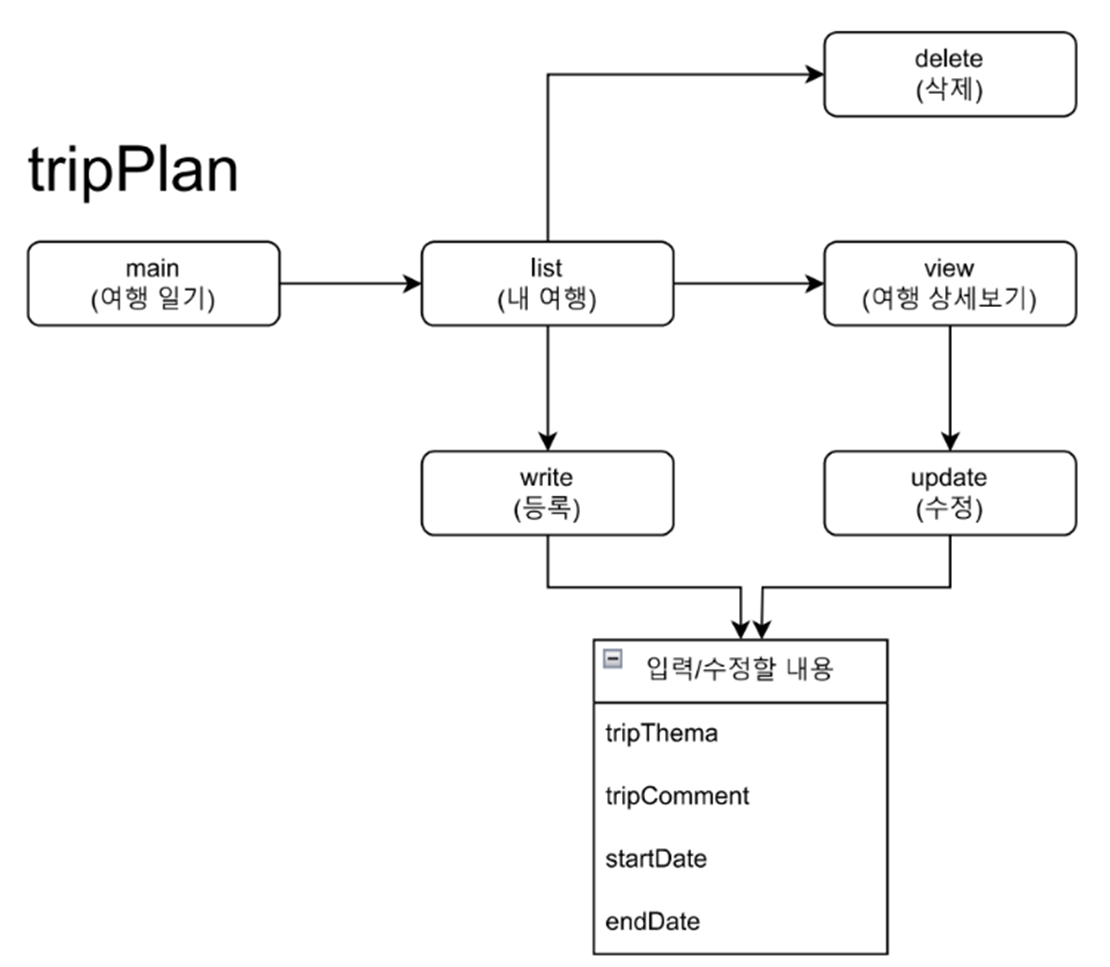 delete
(삭제)
tripPlan
main
(여행 일기)
list
(내 여행)
view
(여행 상세보기)
write
(등록)
update
(수정)
입력/수정할 내용
tripThema
tripComment
startDate
endDate